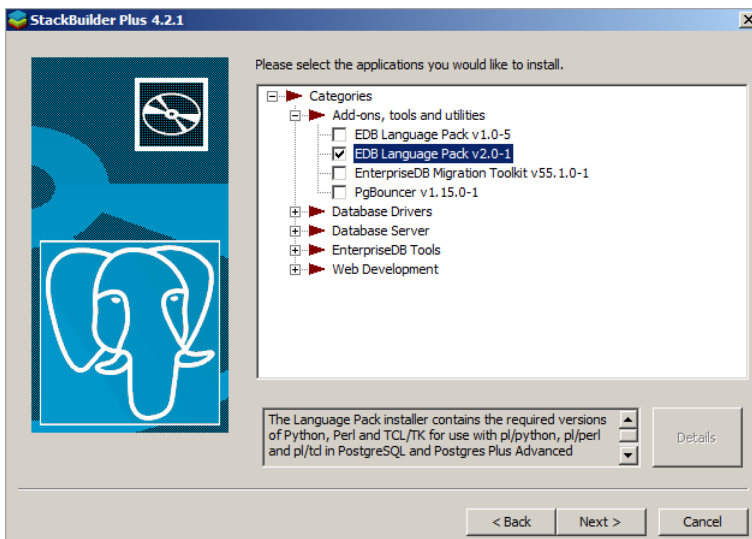 StackBuilder Plus 4.2.1
Please select the applications you would like to install.
Categories
Add-ons, tools and utilities
EDB Language Pack v1.0-5
EDB Language Pack v2.0-1
EnterpriseDB Migration Toolkit v55.1.0-1
PgBouncer v1.15.0-1
Database Drivers
Database Server
EnterpriseDB Tools
Web Development
The Language Pack installer contains the required versions
of Python, Perl and TCL/TK for use with pl/python, pl/perl
and pl/tcl in PostgreSQL and Postgres Plus Advanced
Details
< Back Next > Cancel